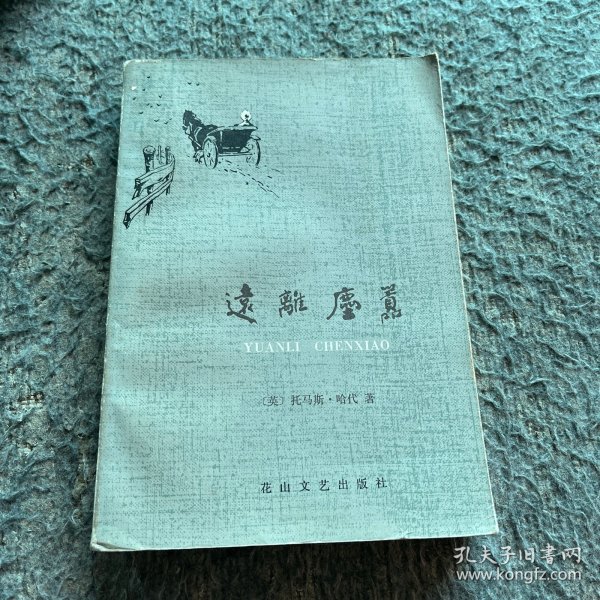 遠離塵囂
YUANLI CHENXIAO
〔英〕托马斯·哈代 著
花山文艺出版社
孔夫子旧书网
www.kongfz.com